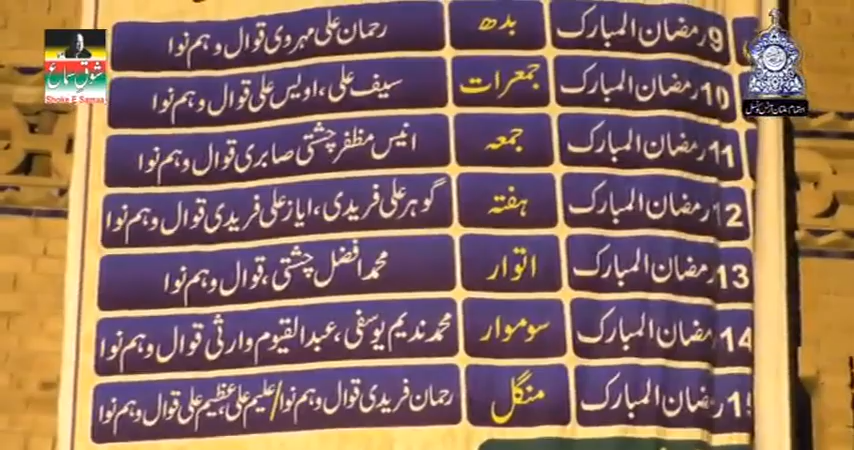 9 رمضان المبارک بدھ رحمان علی مہروی قوال و ہم نوا
10 رمضان المبارک جمعرات سیف علی، اویس علی قوال و ہم نوا
11 رمضان المبارک جمعہ انیس مظفر چشتی صابری قوال و ہم نوا
12 رمضان المبارک ہفتہ گوہر علی فریدی، ایاز علی فریدی قوال و ہم نوا
13 رمضان المبارک اتوار محمد افضل چشتی، قوال و ہم نوا
14 رمضان المبارک سوموار محمد ندیم یوسفی، عبدالقیوم وارثی قوال و ہم نوا
رمضان المبارک منگل رحمان فریدی قوال و ہم نوا/علیم علی، عظیم علی قوال و ہم نوا
شوقِ سماع
Shoke E Samaa